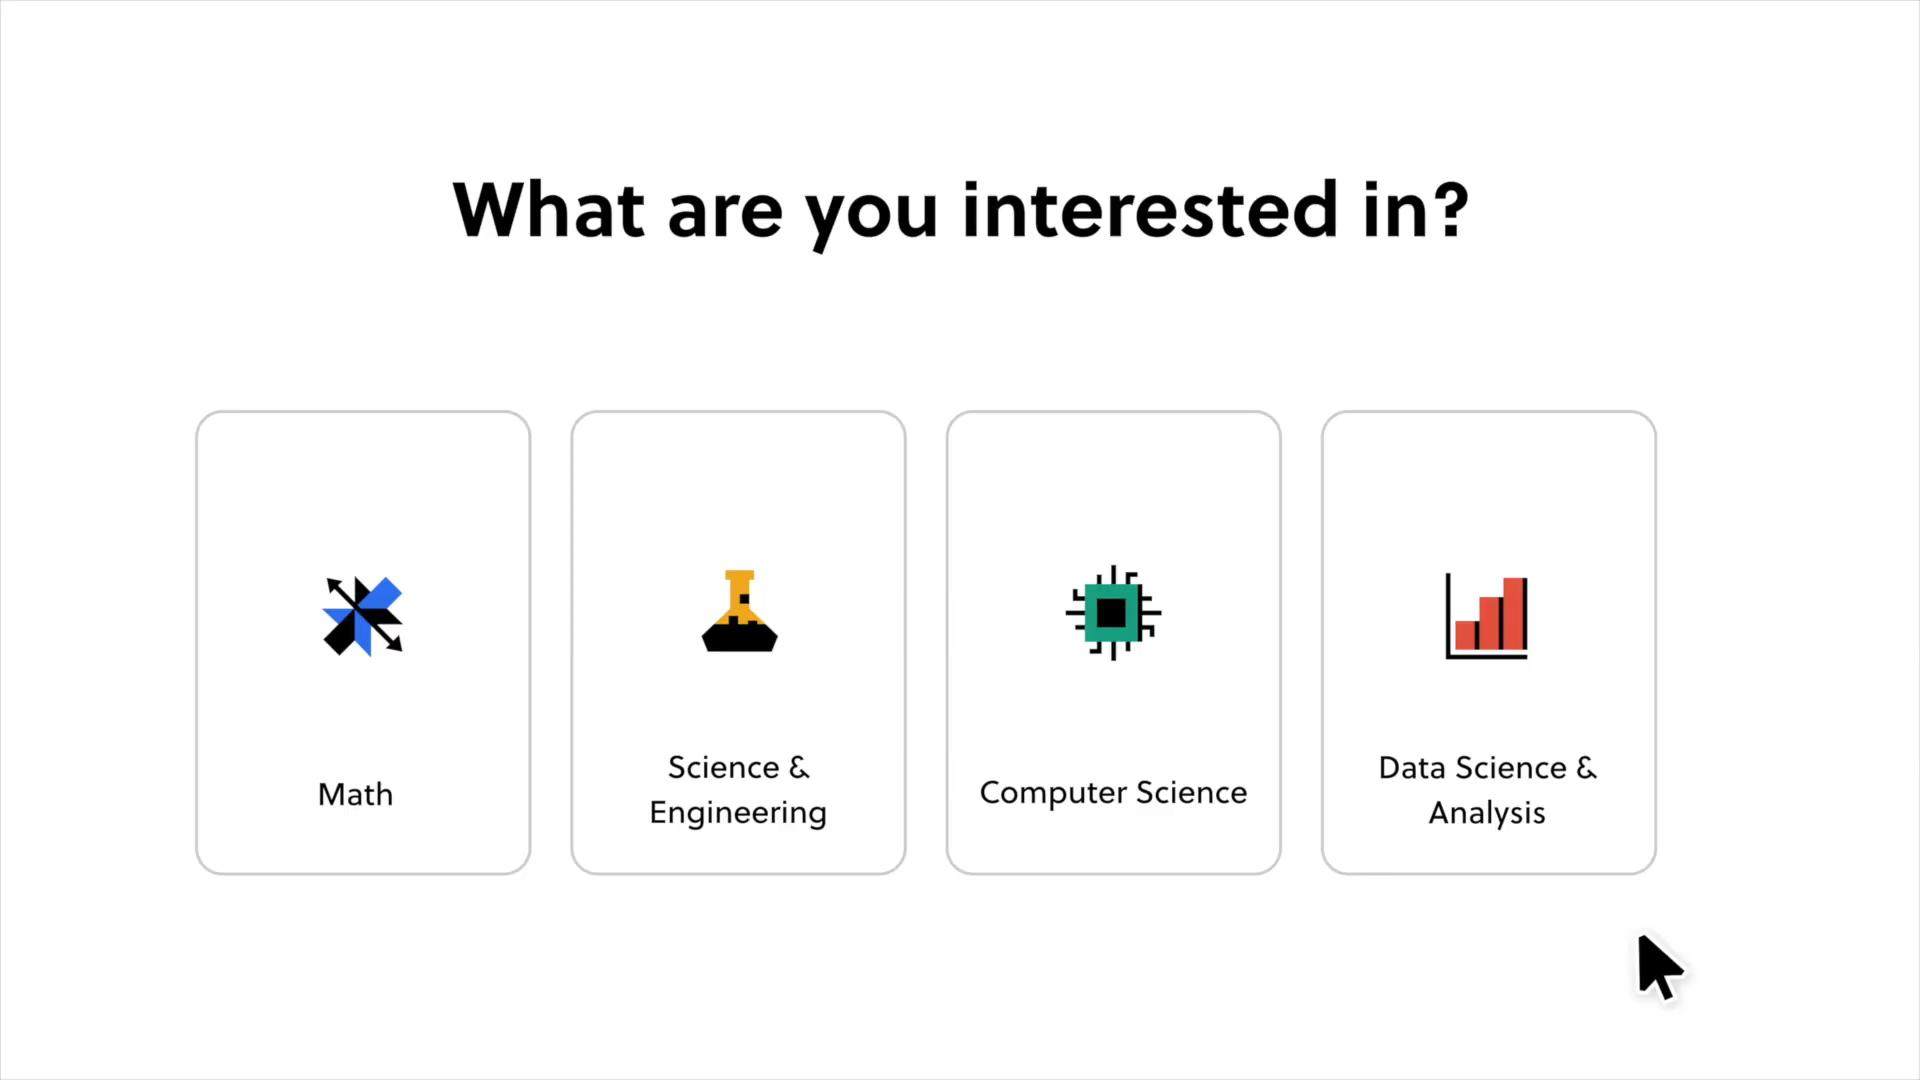 What are you interested in?
Math
Science &
Engineering
Computer Science
Data Science &
Analysis